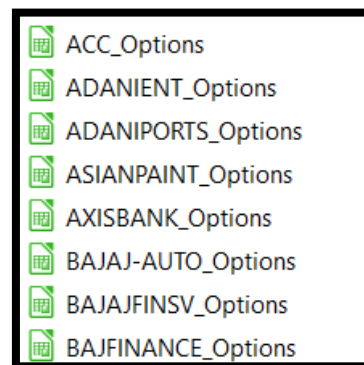 ACC_Options
ADANIENT_Options
ADANIPORTS_Options
ASIANPAINT_Options
AXISBANK_Options
BAJAJ-AUTO_Options
BAJAJFINSV_Options
BAJFINANCE_Options